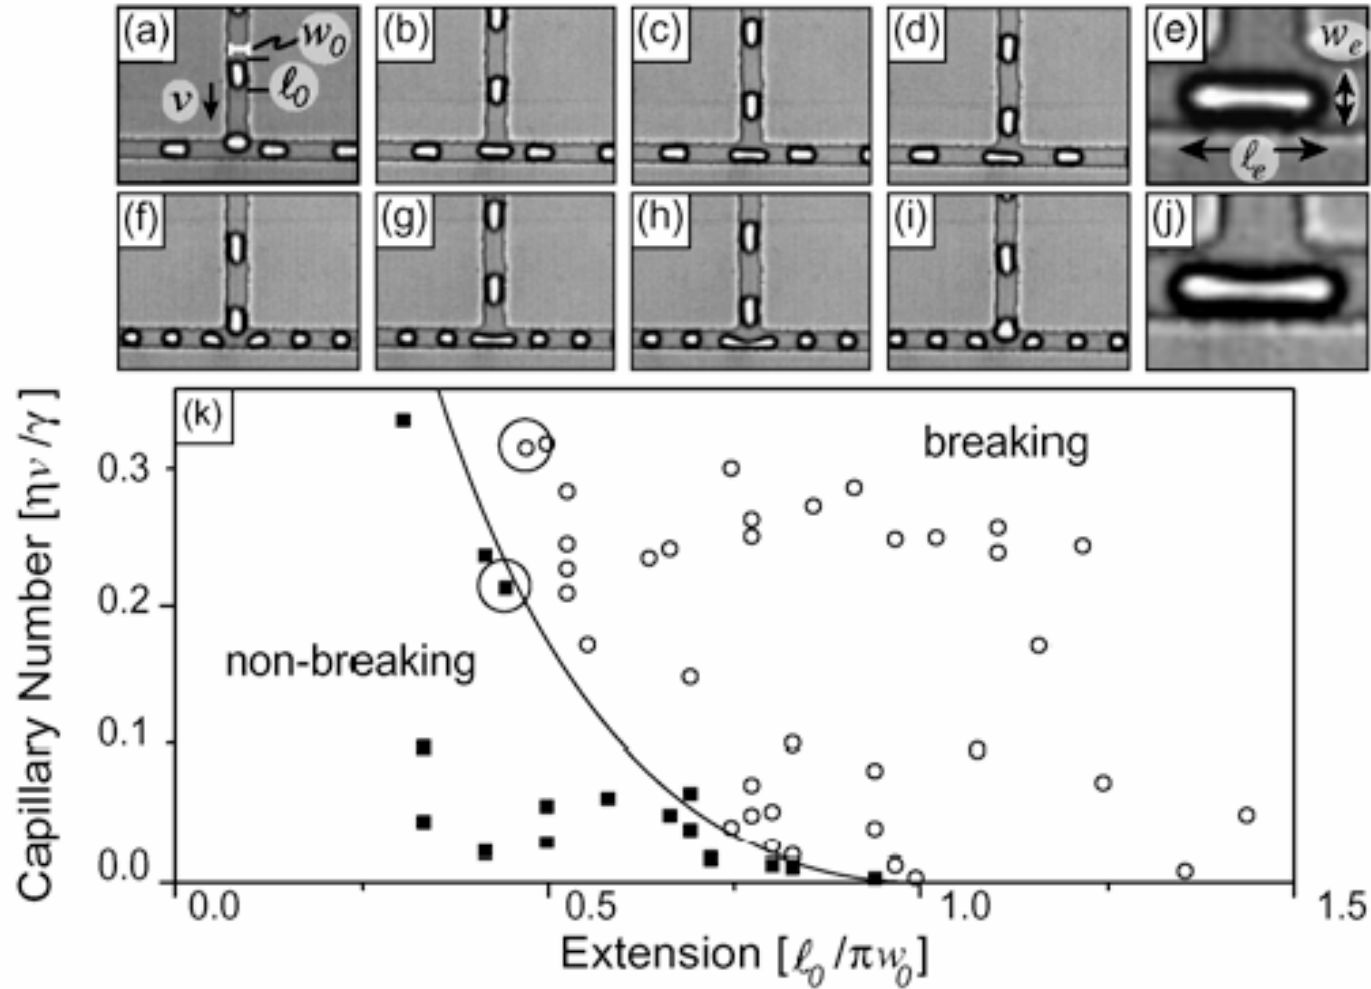 (a) w₀
v ℓ₀
(b)
(c)
(d)
(e) wₑ
ℓₑ
(f)
(g)
(h)
(i)
(j)
(k)
breaking
non-breaking
Capillary Number [ηv/γ]
0.3
0.2
0.1
0.0
0.0 0.5 1.0 1.5
Extension [ℓ₀/πw₀]